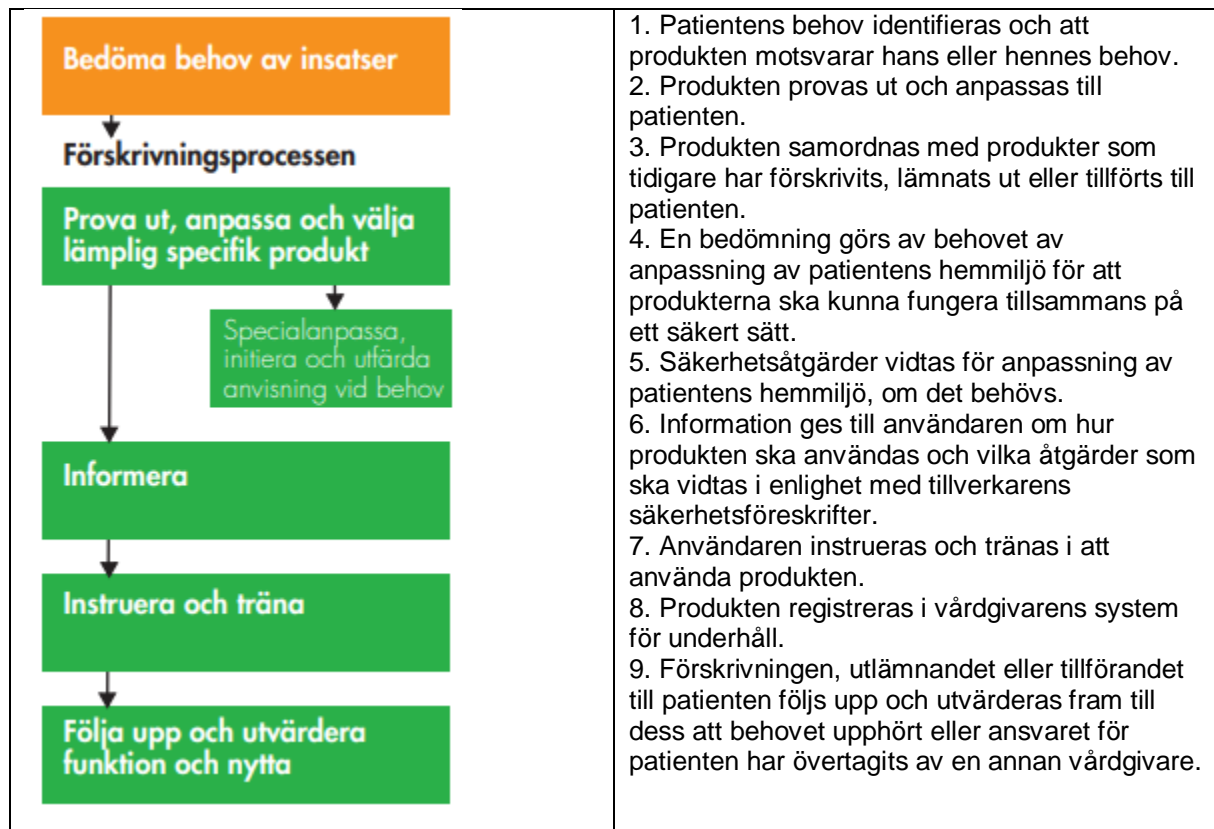 Bedöma behov av insatser
Förskrivningsprocessen
Prova ut, anpassa och välja
lämplig specifik produkt
Specialanpassa,
initiera och utfärda
anvisning vid behov
Informera
Instruera och träna
Följa upp och utvärdera
funktion och nytta
1. Patientens behov identifieras och att
produkten motsvarar hans eller hennes behov.
2. Produkten provas ut och anpassas till
patienten.
3. Produkten samordnas med produkter som
tidigare har förskrivits, lämnats ut eller tillförts till
patienten.
4. En bedömning görs av behovet av
anpassning av patientens hemmiljö för att
produkterna ska kunna fungera tillsammans på
ett säkert sätt.
5. Säkerhetsåtgärder vidtas för anpassning av
patientens hemmiljö, om det behövs.
6. Information ges till användaren om hur
produkten ska användas och vilka åtgärder som
ska vidtas i enlighet med tillverkarens
säkerhetsföreskrifter.
7. Användaren instrueras och tränas i att
använda produkten.
8. Produkten registreras i vårdgivarens system
för underhåll.
9. Förskrivningen, utlämnandet eller tillförandet
till patienten följs upp och utvärderas fram till
dess att behovet upphört eller ansvaret för
patienten har övertagits av en annan vårdgivare.